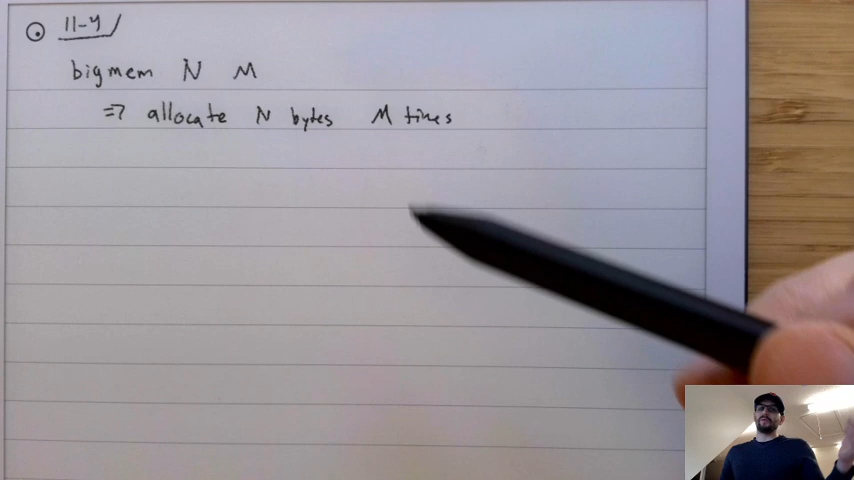 11-4
bigmem N M
⇒ allocate N bytes M times